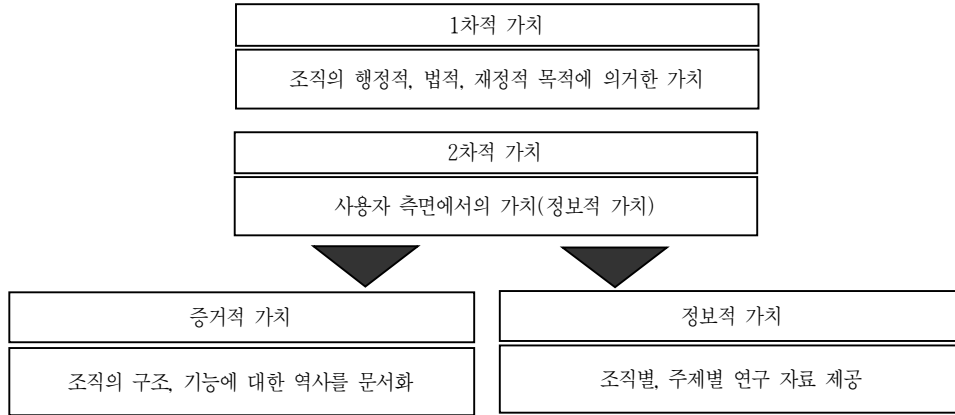 1차적 가치
조직의 행정적, 법적, 재정적 목적에 의거한 가치
2차적 가치
사용자 측면에서의 가치(정보적 가치)
증거적 가치
조직의 구조, 기능에 대한 역사를 문서화
정보적 가치
조직별, 주제별 연구 자료 제공